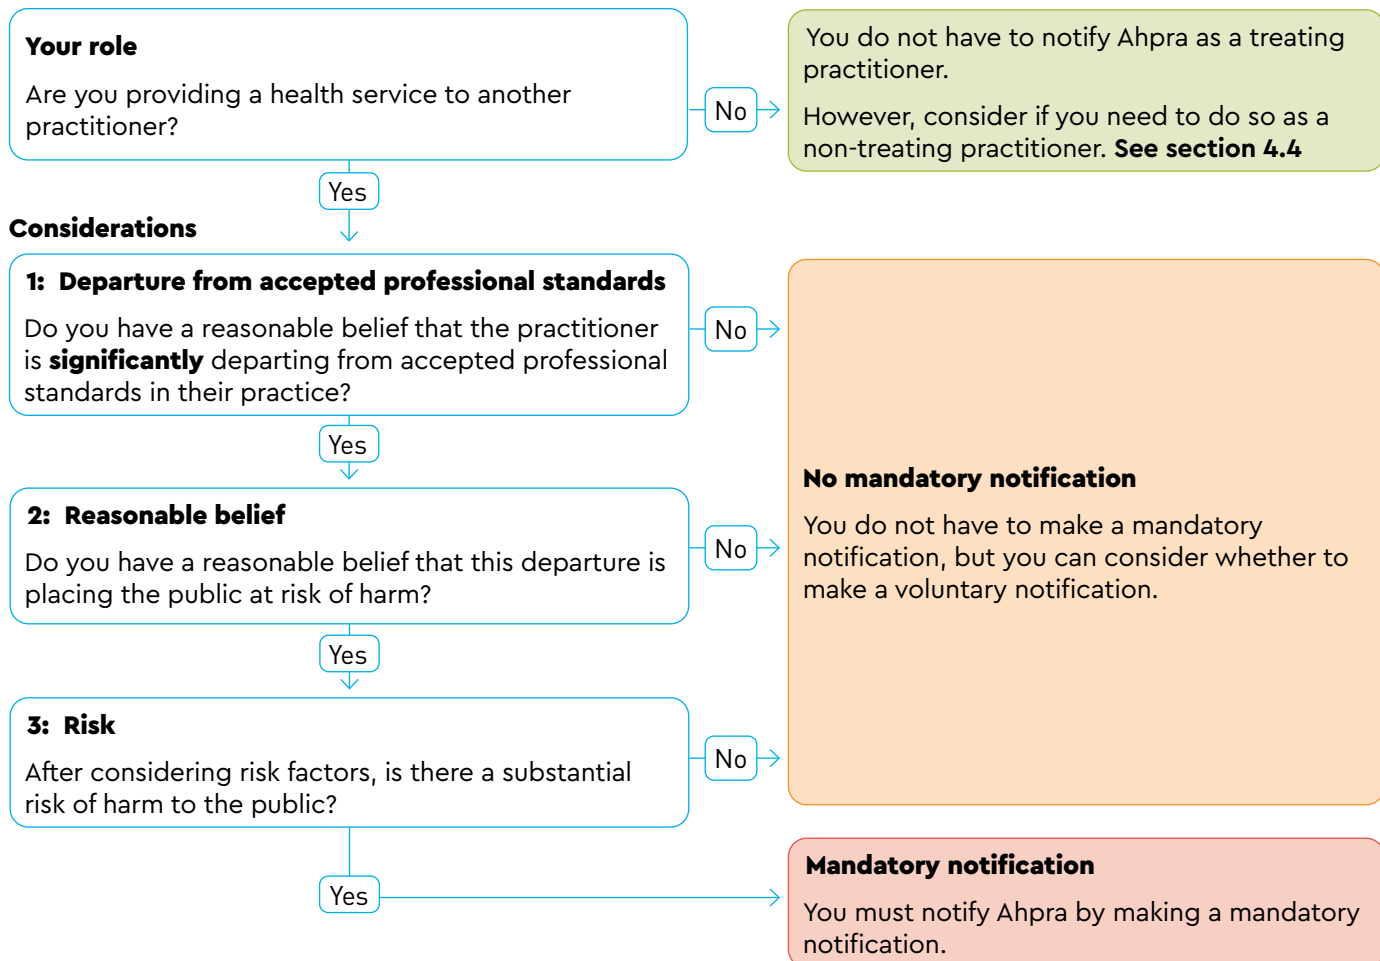 Your role
Are you providing a health service to another
practitioner?
No
You do not have to notify Ahpra as a treating
practitioner.
However, consider if you need to do so as a
non-treating practitioner. See section 4.4
Yes
Considerations
1: Departure from accepted professional standards
Do you have a reasonable belief that the practitioner
is significantly departing from accepted professional
standards in their practice?
No
Yes
2: Reasonable belief
Do you have a reasonable belief that this departure is
placing the public at risk of harm?
No
No mandatory notification
You do not have to make a mandatory
notification, but you can consider whether to
make a voluntary notification.
Yes
3: Risk
After considering risk factors, is there a substantial
risk of harm to the public?
No
Yes
Mandatory notification
You must notify Ahpra by making a mandatory
notification.